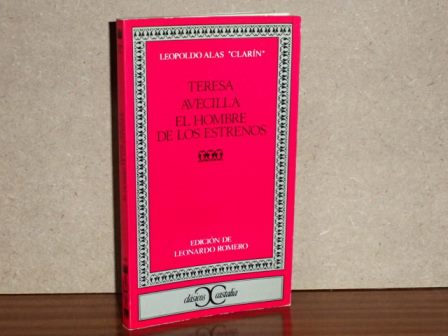 LEOPOLDO ALAS "CLARÍN"
TERESA
AVECILLA
EL HOMBRE
DE LOS ESTRENOS
EDICIÓN DE
LEONARDO ROMERO
clásicos castalia